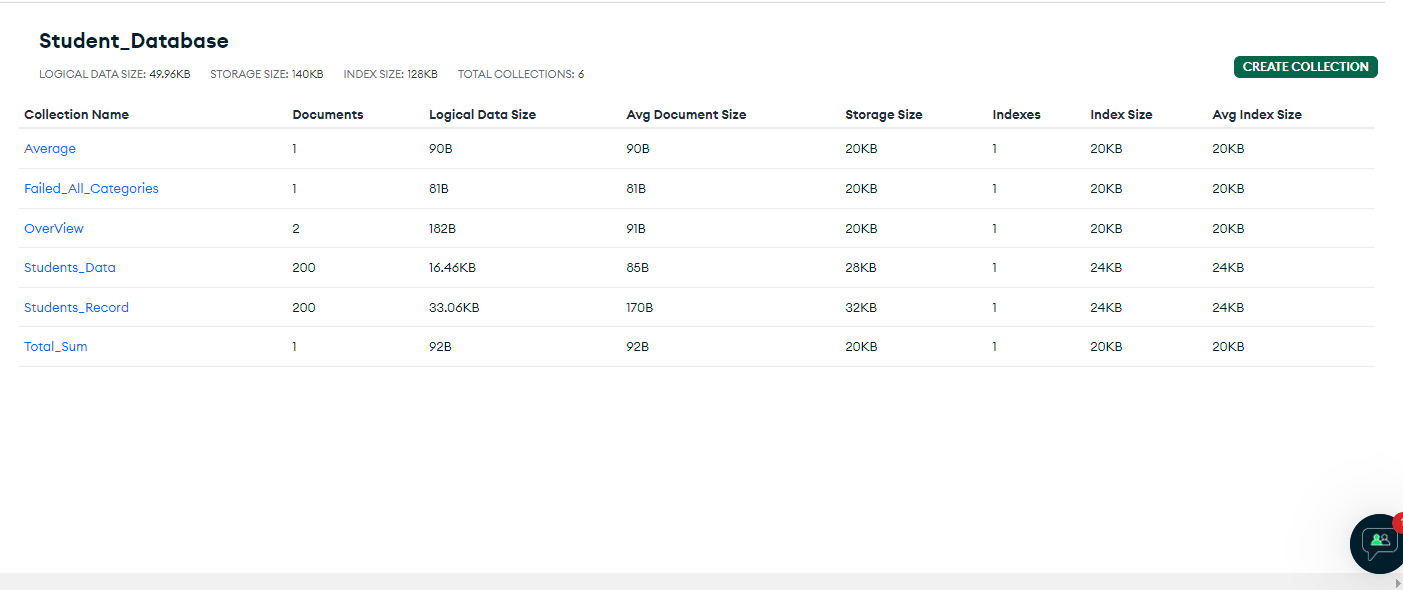 Student_Database
LOGICAL DATA SIZE: 49.96KB STORAGE SIZE: 140KB INDEX SIZE: 128KB TOTAL COLLECTIONS: 6
CREATE COLLECTION
Collection Name Documents Logical Data Size Avg Document Size Storage Size Indexes Index Size Avg Index Size
Average 1 90B 90B 20KB 1 20KB 20KB
Failed_All_Categories 1 81B 81B 20KB 1 20KB 20KB
OverView 2 182B 91B 20KB 1 20KB 20KB
Students_Data 200 16.46KB 85B 28KB 1 24KB 24KB
Students_Record 200 33.06KB 170B 32KB 1 24KB 24KB
Total_Sum 1 92B 92B 20KB 1 20KB 20KB